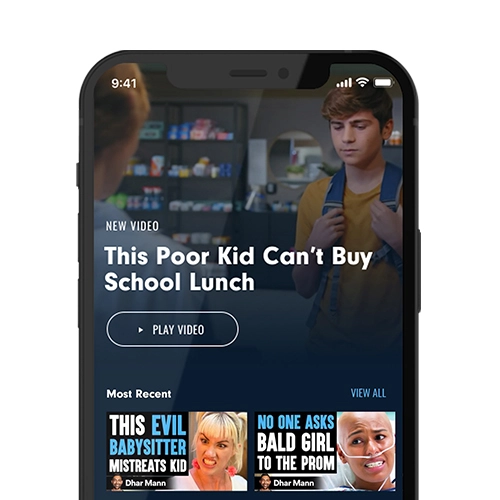 9:41
NEW VIDEO
This Poor Kid Can't Buy
School Lunch
PLAY VIDEO
Most Recent
VIEW ALL
THIS EVIL
BABYSITTER
MISTREATS KID
Dhar Mann
NO ONE ASKS
BALD GIRL
TO THE PROM
Dhar Mann